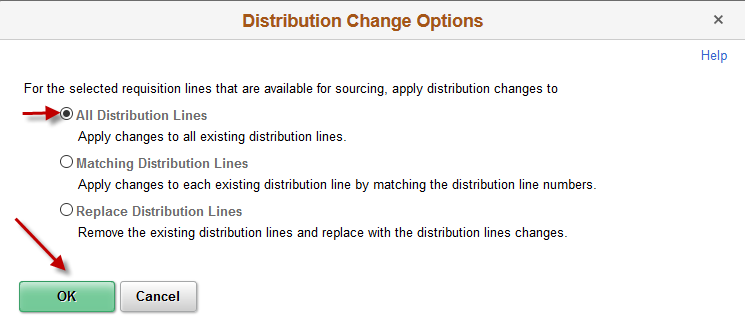 Distribution Change Options
×
Help
For the selected requisition lines that are available for sourcing, apply distribution changes to
All Distribution Lines
Apply changes to all existing distribution lines.
Matching Distribution Lines
Apply changes to each existing distribution line by matching the distribution line numbers.
Replace Distribution Lines
Remove the existing distribution lines and replace with the distribution lines changes.
OK Cancel